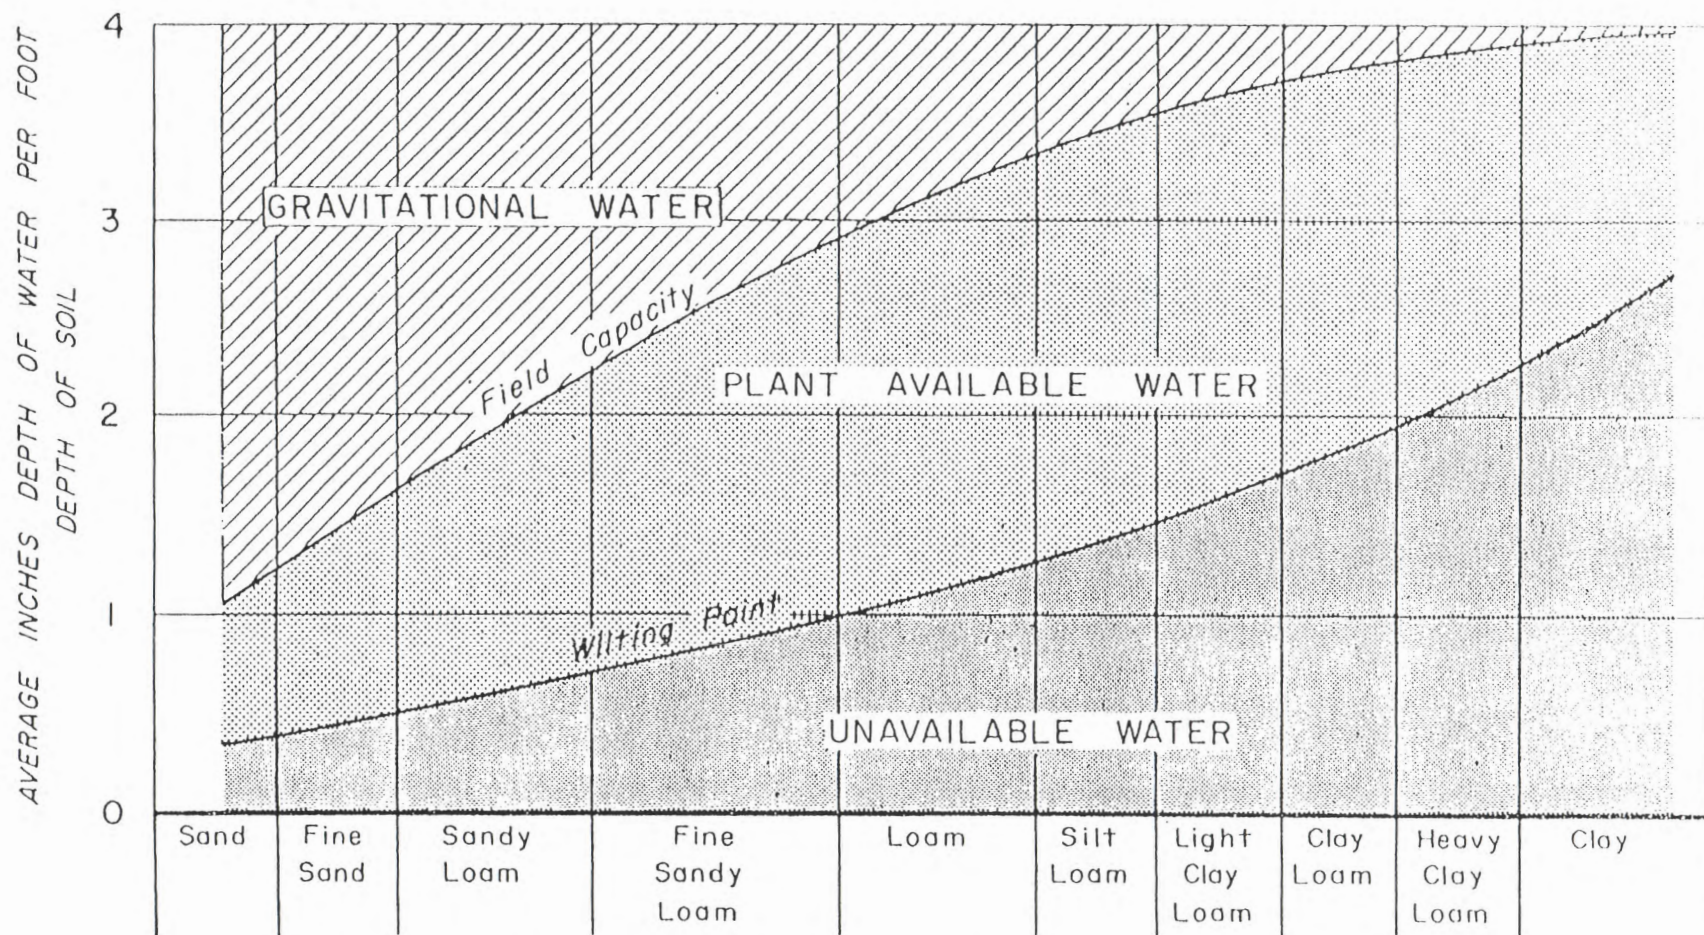 AVERAGE INCHES DEPTH OF WATER PER FOOT
DEPTH OF SOIL
4
3
2
1
0
GRAVITATIONAL WATER
Field Capacity
PLANT AVAILABLE WATER
Wilting Point
UNAVAILABLE WATER
Sand
Fine
Sand
Sandy
Loam
Fine
Sandy
Loam
Loam
Silt
Loam
Light
Clay
Loam
Clay
Loam
Heavy
Clay
Loam
Clay